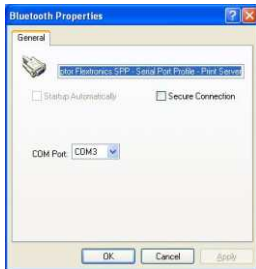 Bluetooth Properties
General
ptor Flextronics SPP - Serial Port Profile - Print Server
Startup Automatically
Secure Connection
COM Port: COM3
OK
Cancel
Apply